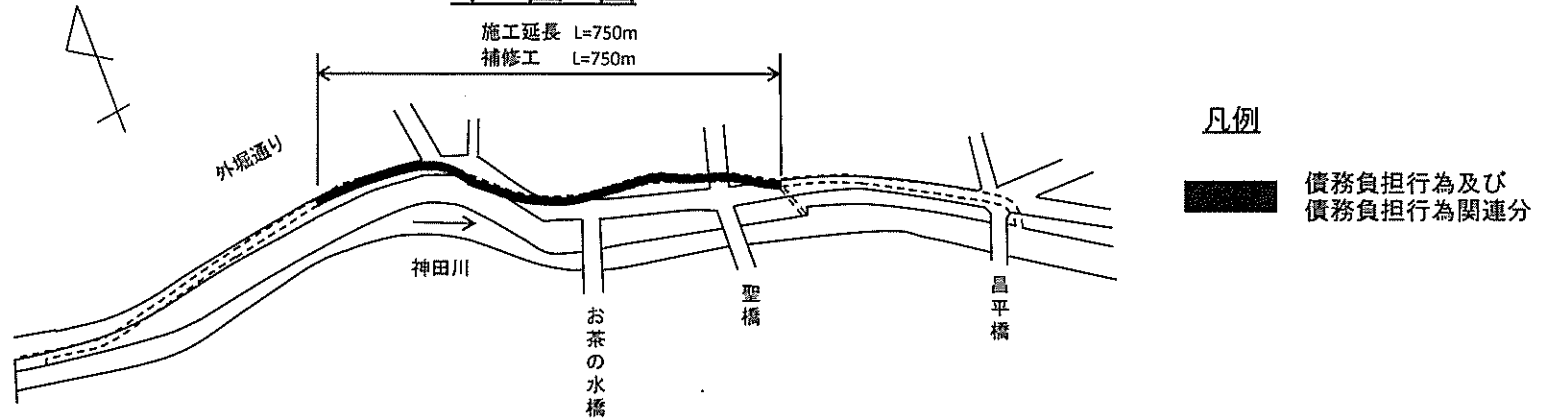 施工延長 L=750m
補修工 L=750m
外堀通り
神田川
お茶の水橋
聖橋
昌平橋
凡例
債務負担行為及び
債務負担行為関連分